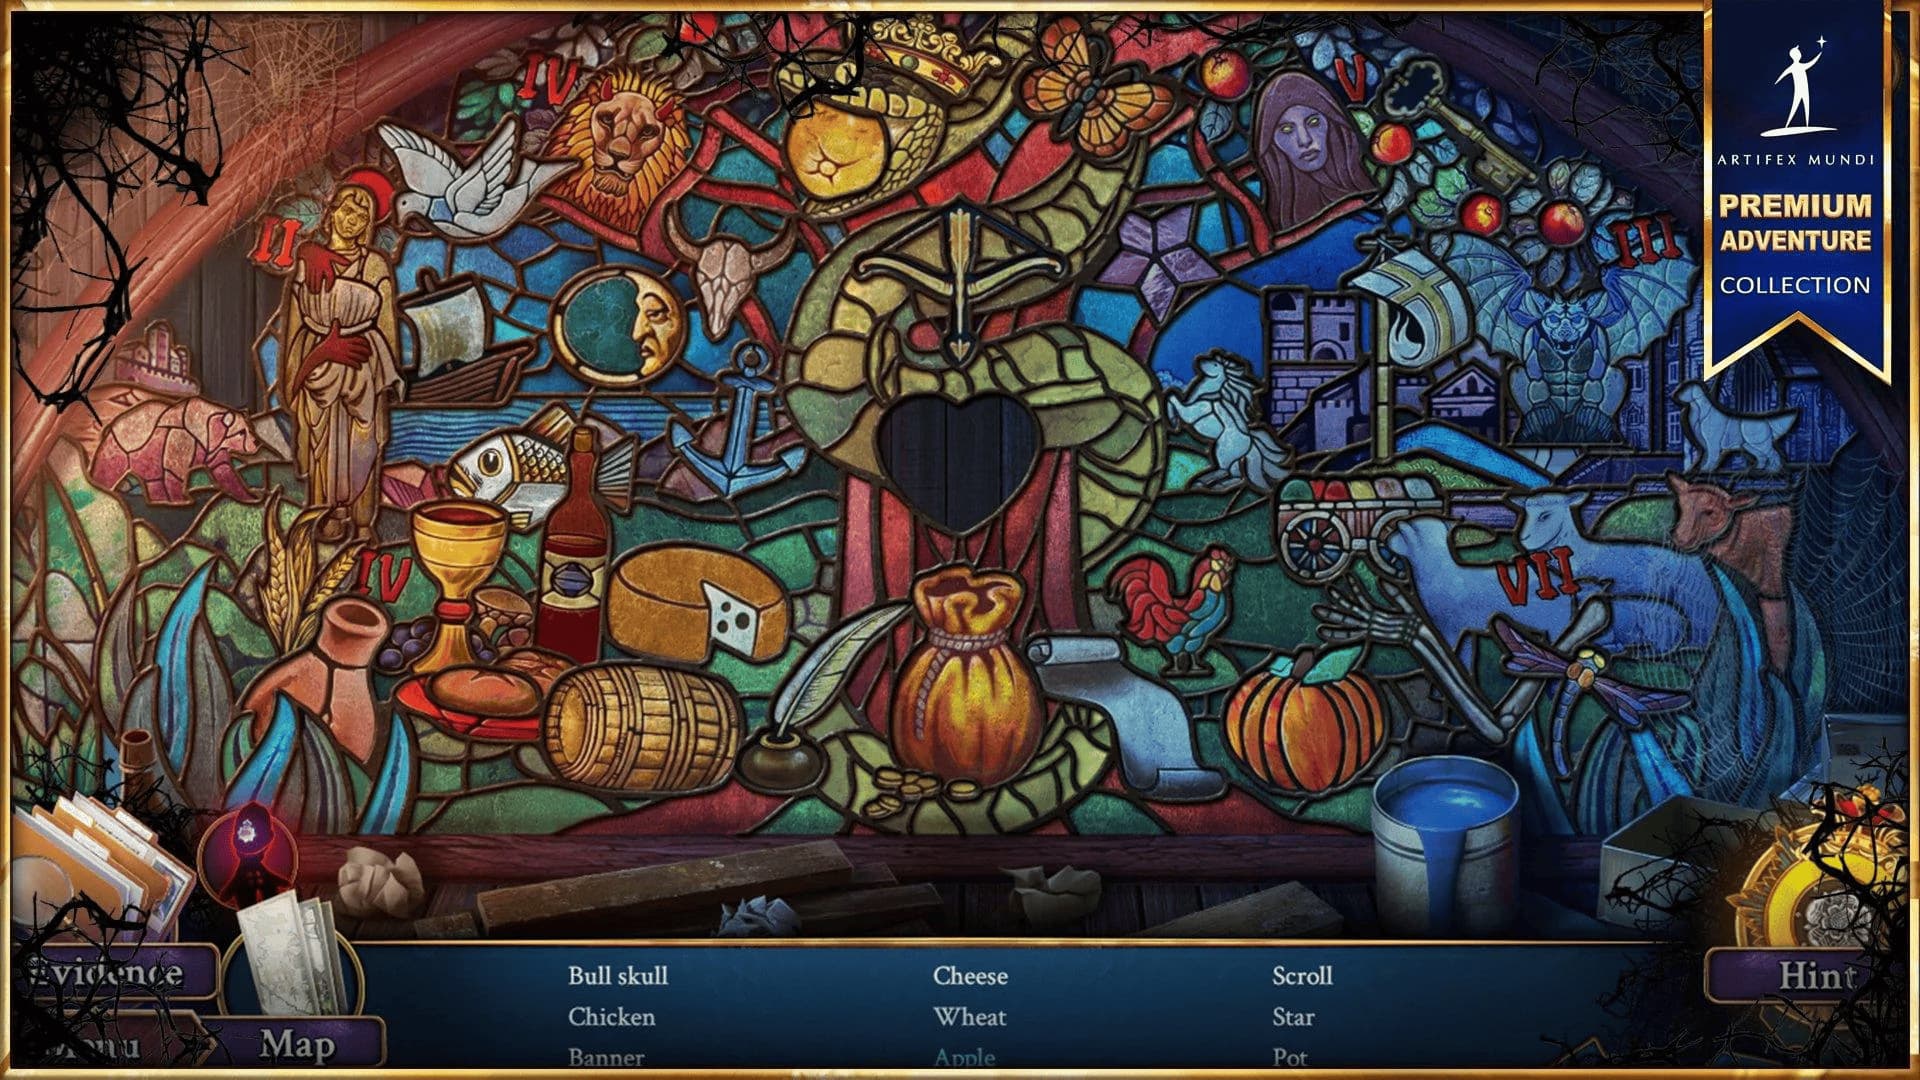 IV
V
ARTIFEX MUNDI
PREMIUM
ADVENTURE
COLLECTION
II
III
IV
VII
Evidence
Menu
Map
Bull skull
Chicken
Banner
Cheese
Wheat
Apple
Scroll
Star
Pot
Hint